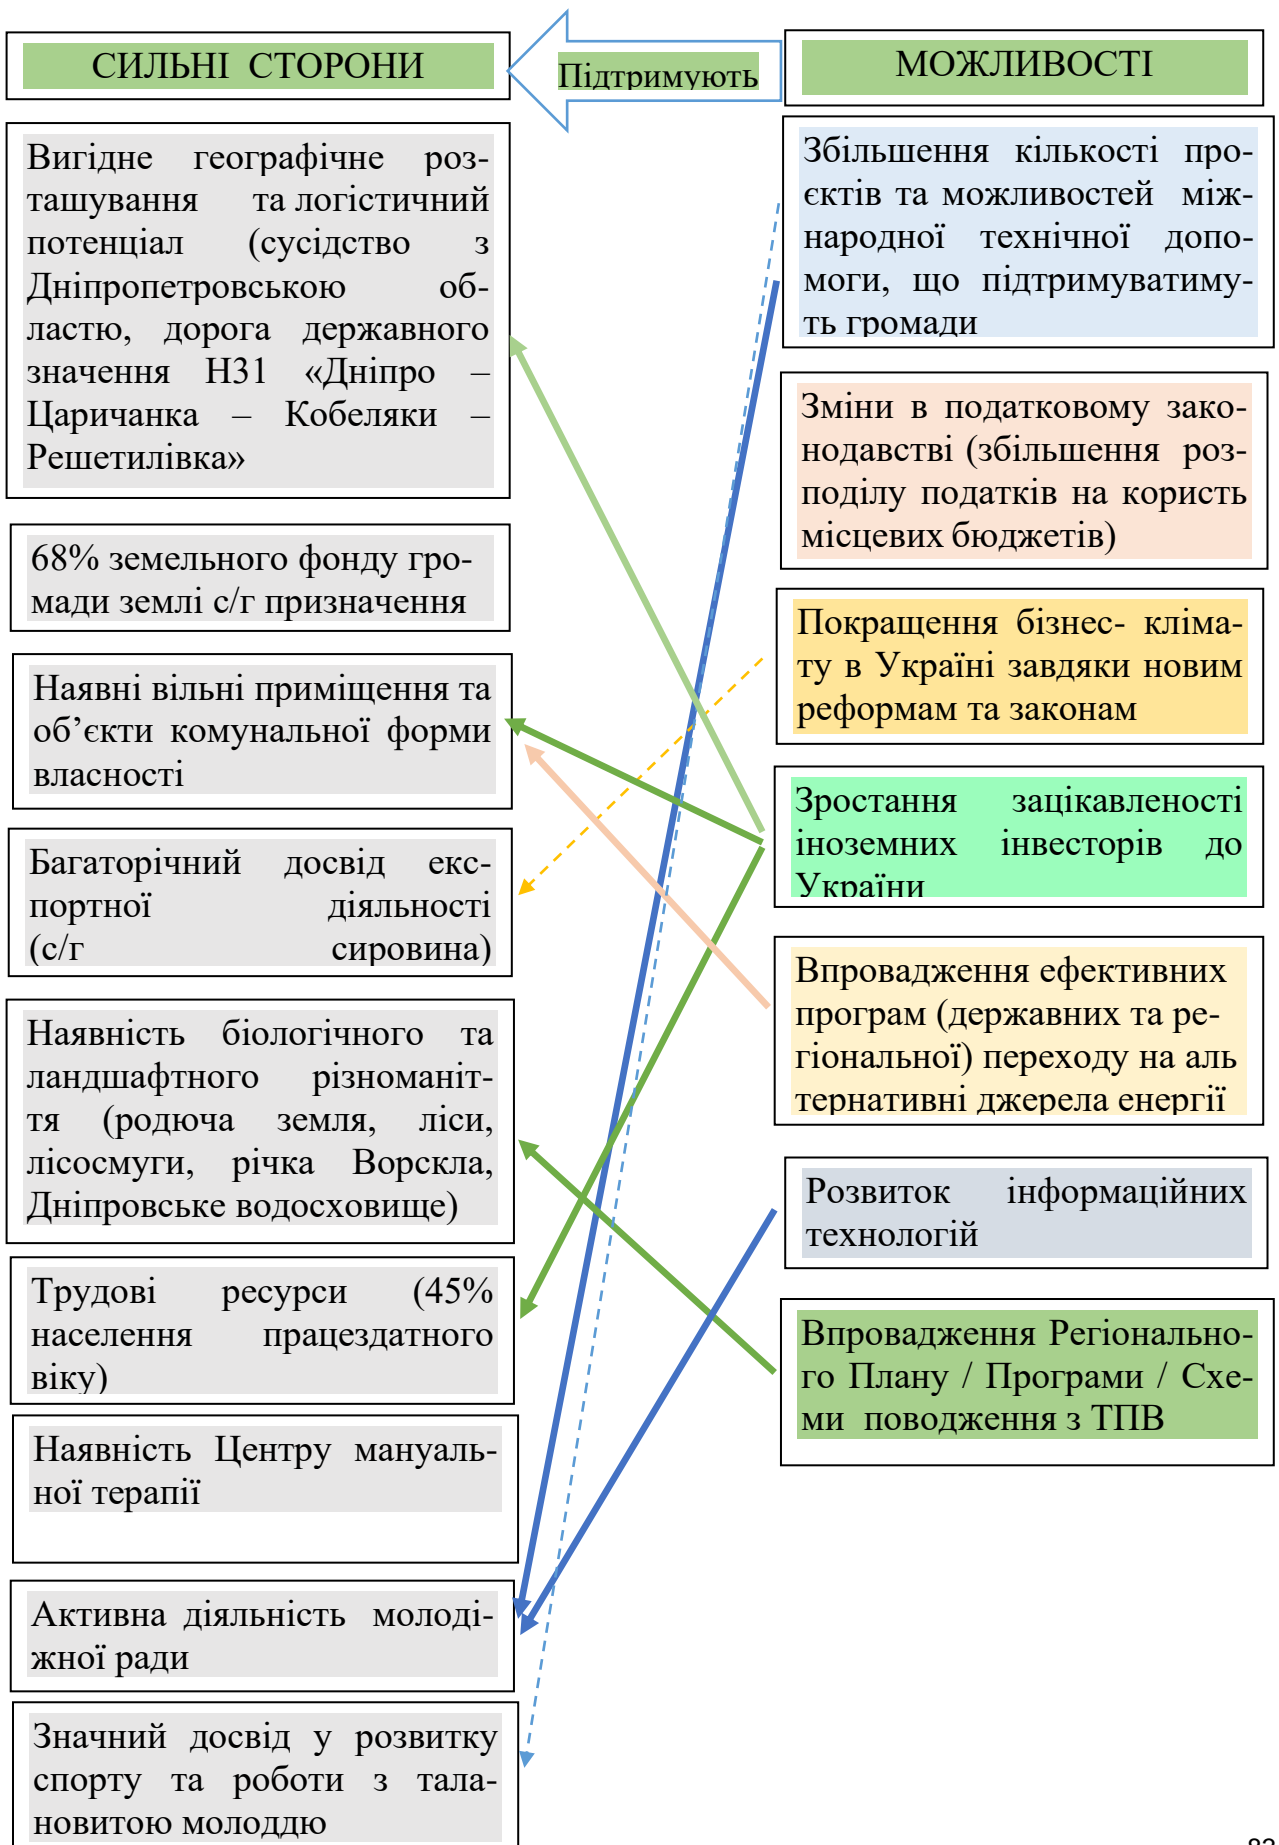 СИЛЬНІ СТОРОНИ
Підтримують
МОЖЛИВОСТІ
Вигідне географічне роз-
ташування та логістичний
потенціал (сусідство з
Дніпропетровською об-
ластю, дорога державного
значення Н31 «Дніпро –
Царичанка – Кобеляки –
Решетилівка»
68% земельного фонду гро-
мади землі с/г призначення
Наявні вільні приміщення та
об’єкти комунальної форми
власності
Багаторічний досвід екс-
портної діяльності
(с/г сировина)
Наявність біологічного та
ландшафтного різноманіт-
тя (родюча земля, ліси,
лісосмуги, річка Ворскла,
Дніпровське водосховище)
Трудові ресурси (45%
населення працездатного
віку)
Наявність Центру мануаль-
ної терапії
Активна діяльність молоді-
жної ради
Значний досвід у розвитку
спорту та роботи з тала-
новитою молоддю
Збільшення кількості про-
єктів та можливостей між-
народної технічної допо-
моги, що підтримуватиму-
ть громади
Зміни в податковому зако-
нодавстві (збільшення роз-
поділу податків на користь
місцевих бюджетів)
Покращення бізнес- кліма-
ту в Україні завдяки новим
реформам та законам
Зростання зацікавленості
іноземних інвесторів до
України
Впровадження ефективних
програм (державних та ре-
гіональної) переходу на аль
тернативні джерела енергії
Розвиток інформаційних
технологій
Впровадження Регіонально-
го Плану / Програми / Схе-
ми поводження з ТПВ